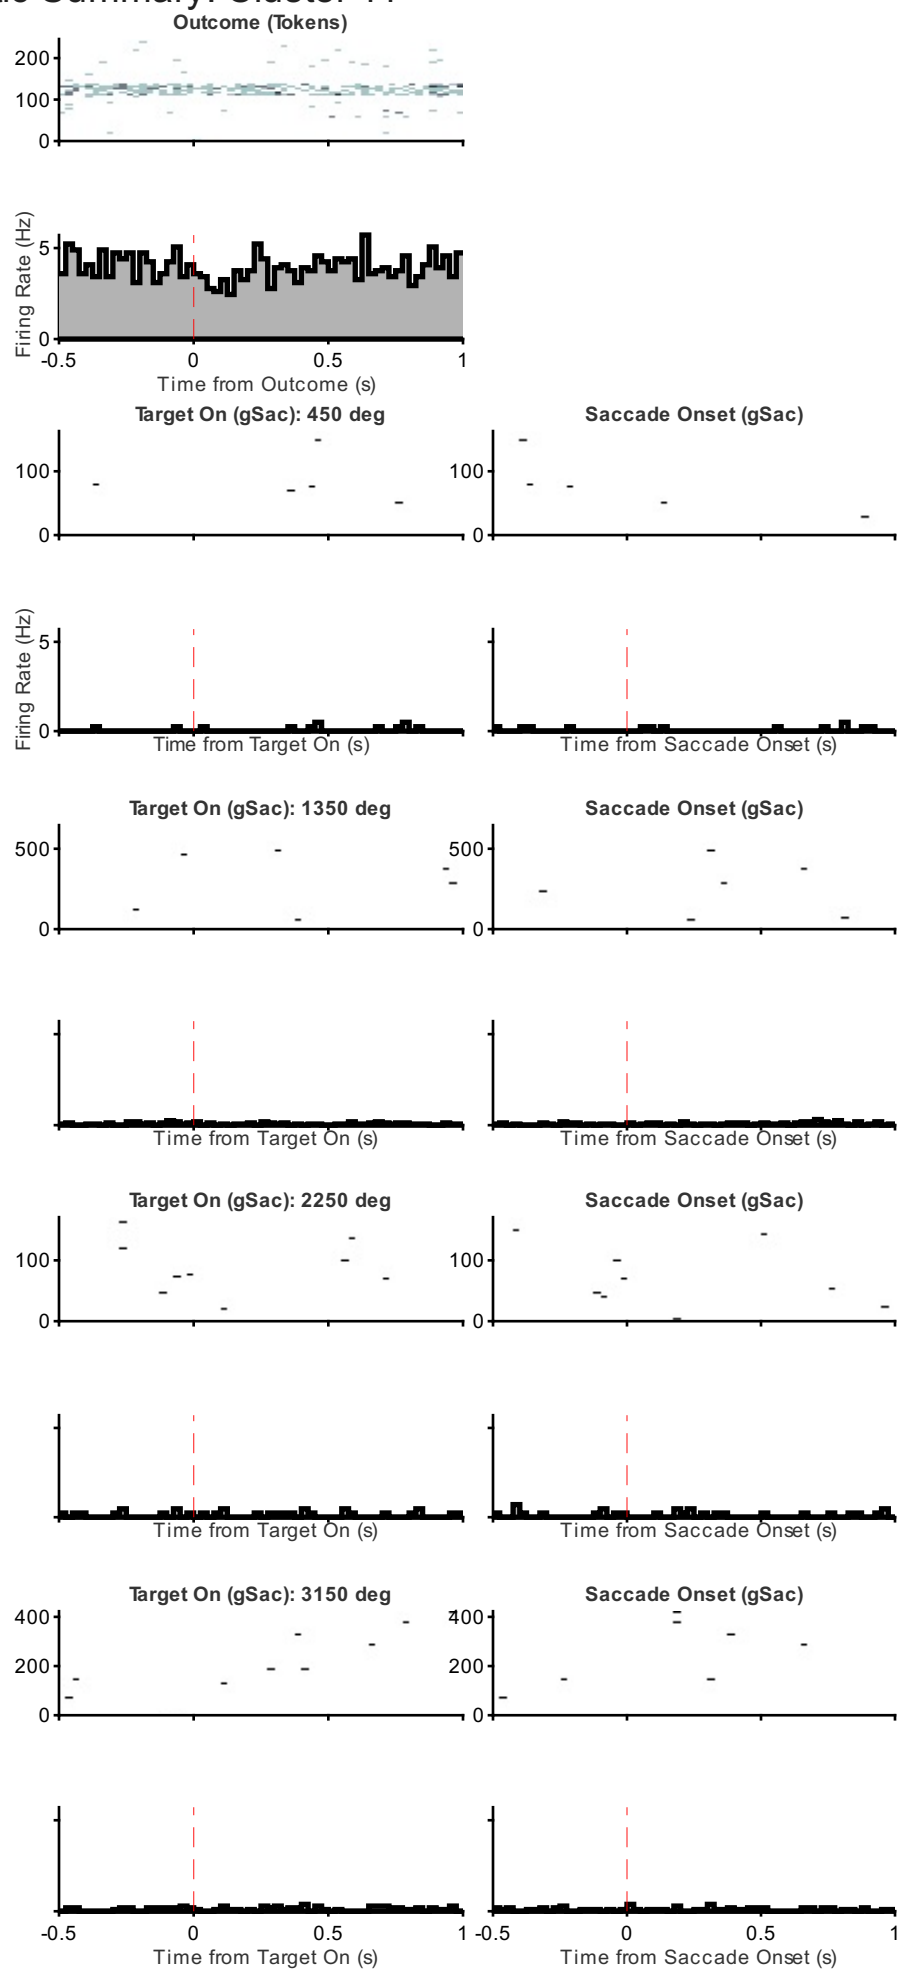 Summary: Cluster
Outcome (Tokens)
200
100
0
Firing Rate (Hz)
5
0
-0.5 0 0.5 1
Time from Outcome (s)
Target On (gSac): 450 deg Saccade Onset (gSac)
100 100
0 0
Firing Rate (Hz)
5
0
Time from Target On (s) Time from Saccade Onset (s)
Target On (gSac): 1350 deg Saccade Onset (gSac)
500 500
0 0
Time from Target On (s) Time from Saccade Onset (s)
Target On (gSac): 2250 deg Saccade Onset (gSac)
100 100
0 0
Time from Target On (s) Time from Saccade Onset (s)
Target On (gSac): 3150 deg Saccade Onset (gSac)
400 400
200 200
0 0
-0.5 0 0.5 1 -0.5 0 0.5 1
Time from Target On (s) Time from Saccade Onset (s)